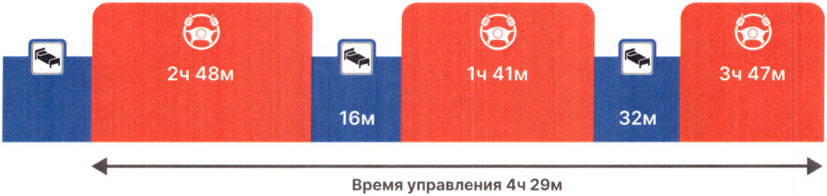 2ч 48м
16м
1ч 41м
32м
3ч 47м
Время управления 4ч 29м